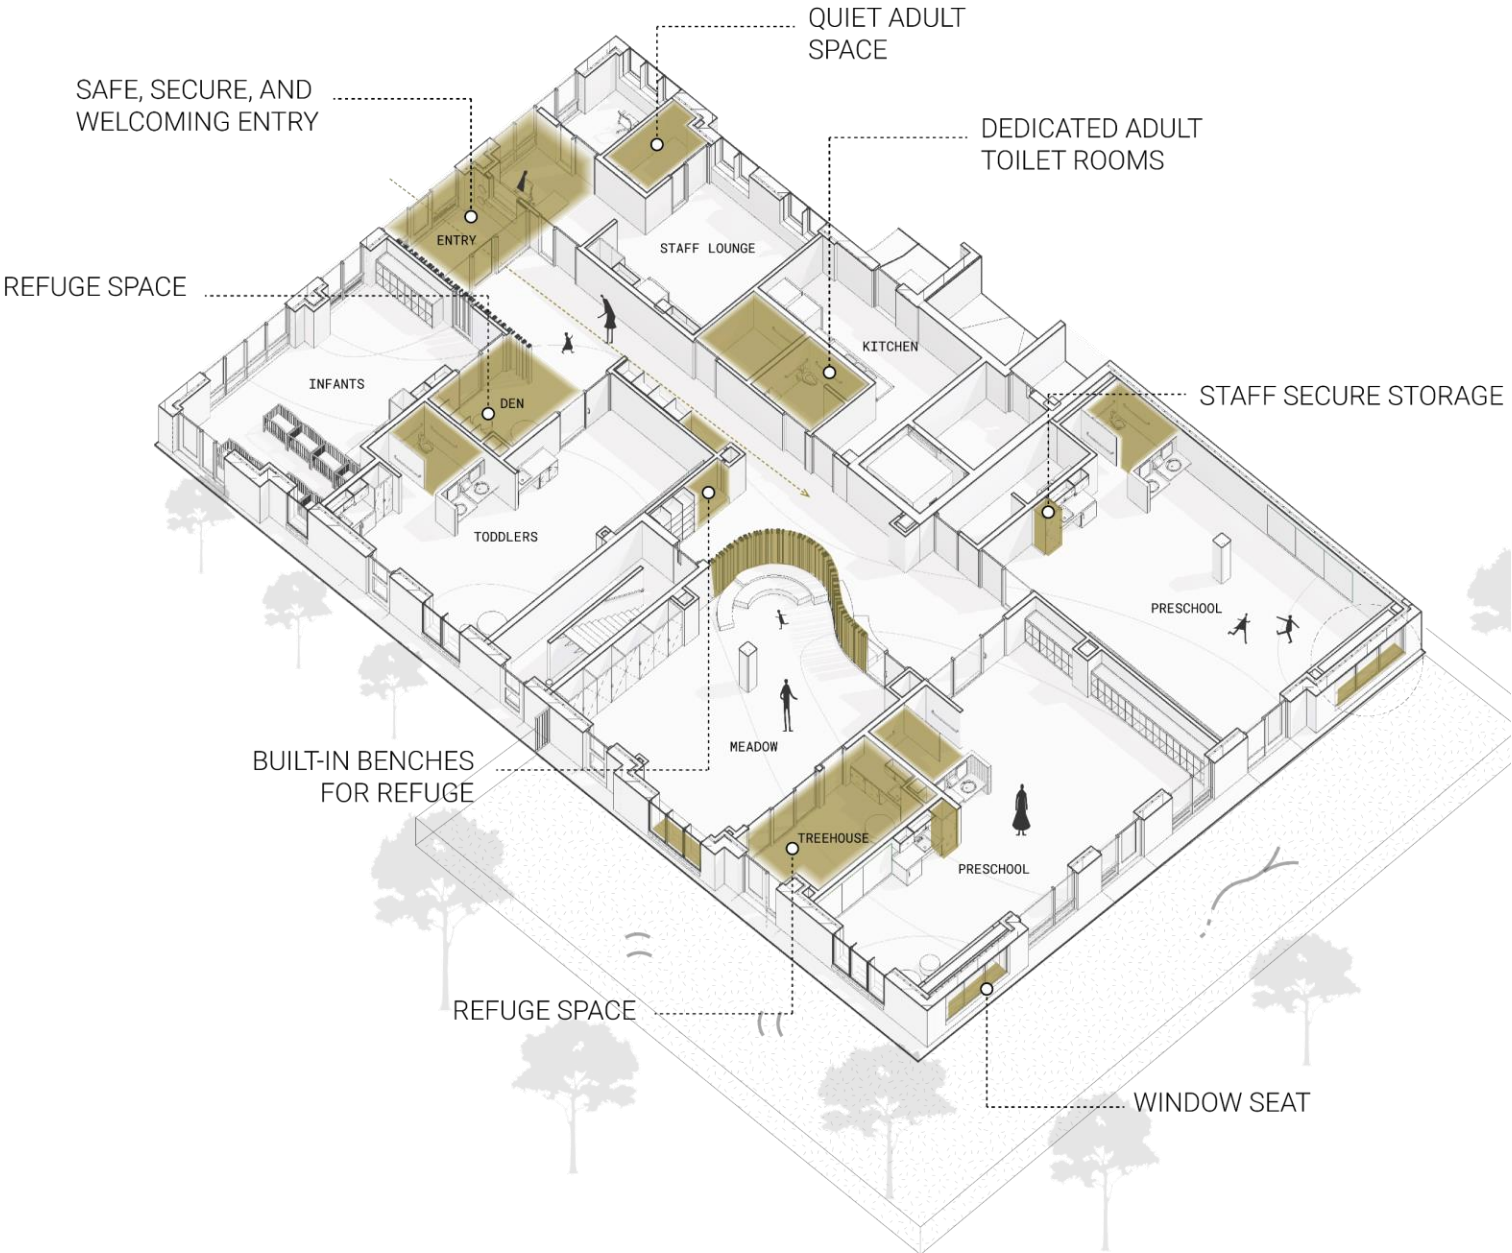 QUIET ADULT
SPACE
SAFE, SECURE, AND
WELCOMING ENTRY
DEDICATED ADULT
TOILET ROOMS
ENTRY
STAFF LOUNGE
REFUGE SPACE
KITCHEN
INFANTS
DEN
STAFF SECURE STORAGE
TODDLERS
PRESCHOOL
MEADOW
BUILT-IN BENCHES
FOR REFUGE
TREEHOUSE
PRESCHOOL
REFUGE SPACE
WINDOW SEAT